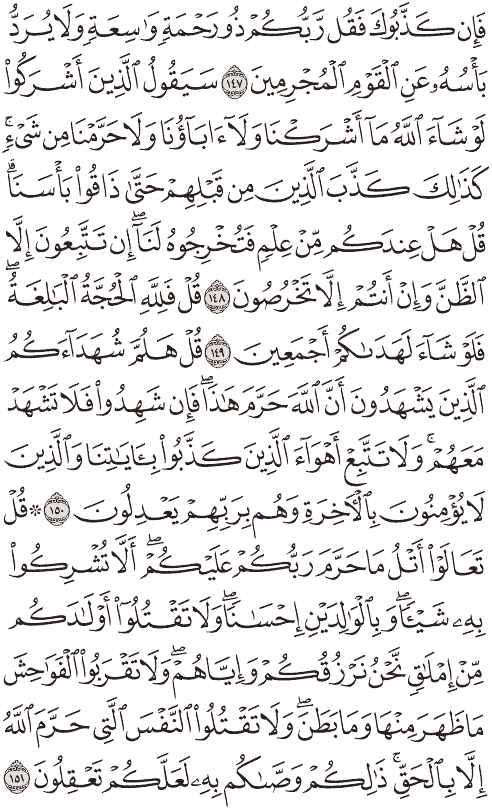 فَإِن كَذَّبُوكَ فَقُل رَّبُّكُمْ ذُو رَحْمَةٍ وَٰسِعَةٍ وَلَا يُرَدُّ
بَأْسُهُۥ عَنِ ٱلْقَوْمِ ٱلْمُجْرِمِينَ ١٤٧ سَيَقُولُ ٱلَّذِينَ أَشْرَكُوا۟
لَوْ شَآءَ ٱللَّهُ مَآ أَشْرَكْنَا وَلَآ ءَابَآؤُنَا وَلَا حَرَّمْنَا مِن شَىْءٍۚ
كَذَٰلِكَ كَذَّبَ ٱلَّذِينَ مِن قَبْلِهِمْ حَتَّىٰ ذَاقُوا۟ بَأْسَنَاۗ
قُلْ هَلْ عِندَكُم مِّنْ عِلْمٍ فَتُخْرِجُوهُ لَنَآۖ إِن تَتَّبِعُونَ إِلَّا
ٱلظَّنَّ وَإِنْ أَنتُمْ إِلَّا تَخْرُصُونَ ١٤٨ قُلْ فَلِلَّهِ ٱلْحُجَّةُ ٱلْبَٰلِغَةُۖ
فَلَوْ شَآءَ لَهَدَىٰكُمْ أَجْمَعِينَ ١٤٩ قُلْ هَلُمَّ شُهَدَآءَكُمُ
ٱلَّذِينَ يَشْهَدُونَ أَنَّ ٱللَّهَ حَرَّمَ هَٰذَاۖ فَإِن شَهِدُوا۟ فَلَا تَشْهَدْ
مَعَهُمْۚ وَلَا تَتَّبِعْ أَهْوَآءَ ٱلَّذِينَ كَذَّبُوا۟ بِـَٔايَٰتِنَا وَٱلَّذِينَ
لَا يُؤْمِنُونَ بِٱلْـَٔاخِرَةِ وَهُم بِرَبِّهِمْ يَعْدِلُونَ ١٥٠ ۞ قُلْ
تَعَالَوْا۟ أَتْلُ مَا حَرَّمَ رَبُّكُمْ عَلَيْكُمْۖ أَلَّا تُشْرِكُوا۟
بِهِۦ شَيْـًٔاۖ وَبِٱلْوَٰلِدَيْنِ إِحْسَٰنًاۖ وَلَا تَقْتُلُوٓا۟ أَوْلَٰدَكُم
مِّنْ إِمْلَٰقٍۖ نَّحْنُ نَرْزُقُكُمْ وَإِيَّاهُمْۖ وَلَا تَقْرَبُوا۟ ٱلْفَوَٰحِشَ
مَا ظَهَرَ مِنْهَا وَمَا بَطَنَۖ وَلَا تَقْتُلُوا۟ ٱلنَّفْسَ ٱلَّتِى حَرَّمَ ٱللَّهُ
إِلَّا بِٱلْحَقِّۚ ذَٰلِكُمْ وَصَّىٰكُم بِهِۦ لَعَلَّكُمْ تَعْقِلُونَ ١٥١